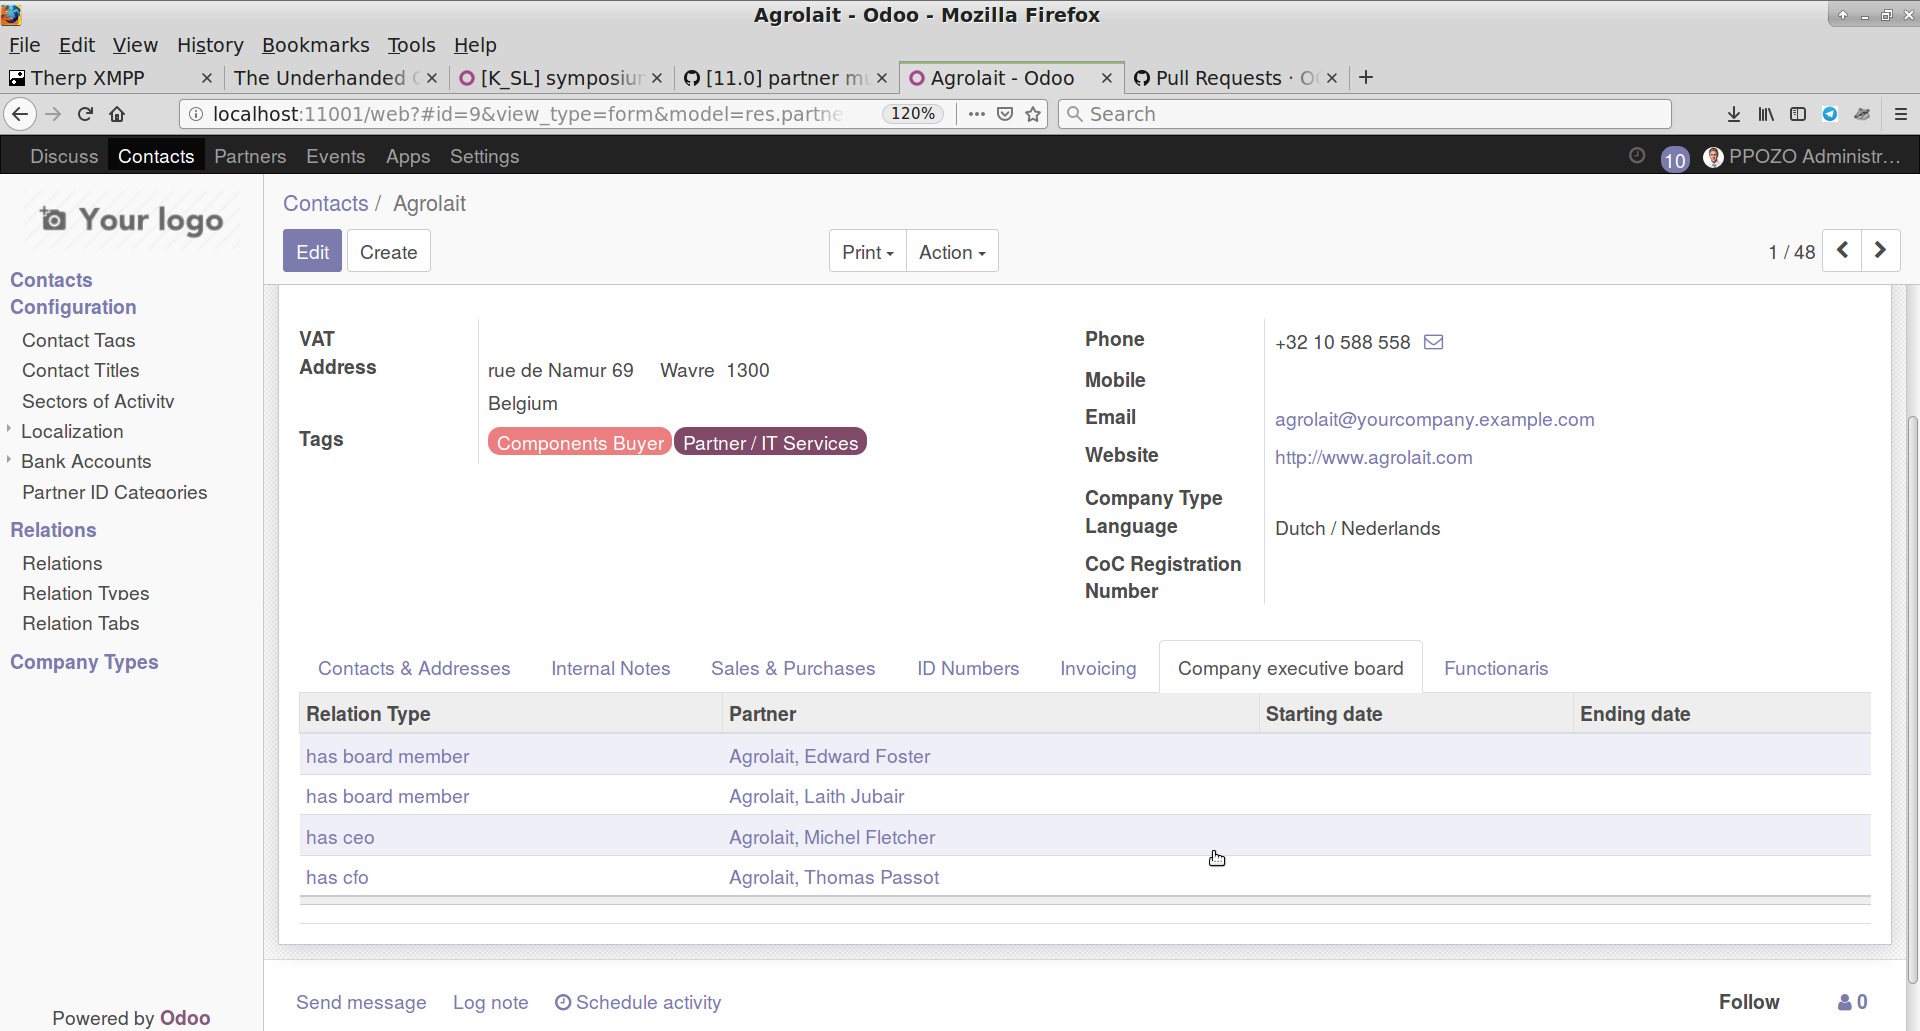 Agrolait - Odoo - Mozilla Firefox
File Edit View History Bookmarks Tools Help
Therp XMPP The Underhanded [K_SL] symposiu [11.0] partner m Agrolait - Odoo Pull Requests · O
localhost:11001/web?#id=9&view_type=form&model=res.partne 120% Search
Discuss Contacts Partners Events Apps Settings 10 PPOZO Administr...
Your logo
Contacts / Agrolait
Edit Create Print Action 1 / 48
Contacts
Configuration
Contact Tags
Contact Titles
Sectors of Activity
Localization
Bank Accounts
Partner ID Categories
Relations
Relations
Relation Types
Relation Tabs
Company Types
Powered by Odoo
VAT
Address rue de Namur 69 Wavre 1300
Belgium
Tags Components Buyer Partner / IT Services
Phone +32 10 588 558
Mobile
Email agrolait@yourcompany.example.com
Website http://www.agrolait.com
Company Type
Language Dutch / Nederlands
CoC Registration
Number
Contacts & Addresses Internal Notes Sales & Purchases ID Numbers Invoicing Company executive board Functionaris
Relation Type Partner Starting date Ending date
has board member Agrolait, Edward Foster
has board member Agrolait, Laith Jubair
has ceo Agrolait, Michel Fletcher
has cfo Agrolait, Thomas Passot
Send message Log note Schedule activity Follow 0